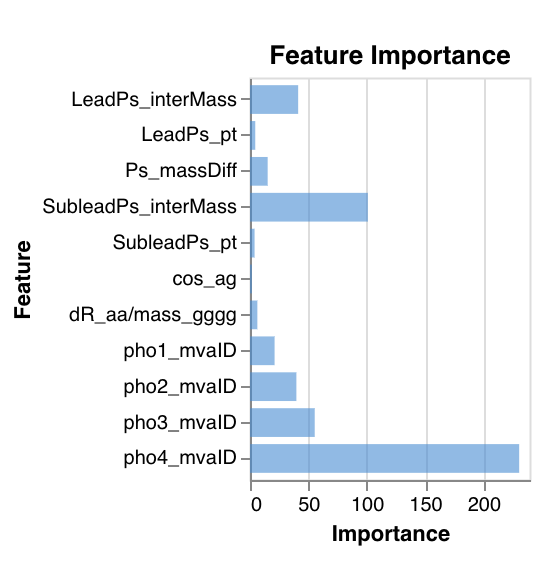 Feature Importance
LeadPs_interMass
LeadPs_pt
Ps_massDiff
SubleadPs_interMass
SubleadPs_pt
cos_ag
dR_aa/mass_gggg
pho1_mvaID
pho2_mvaID
pho3_mvaID
pho4_mvaID
Feature
0 50 100 150 200
Importance